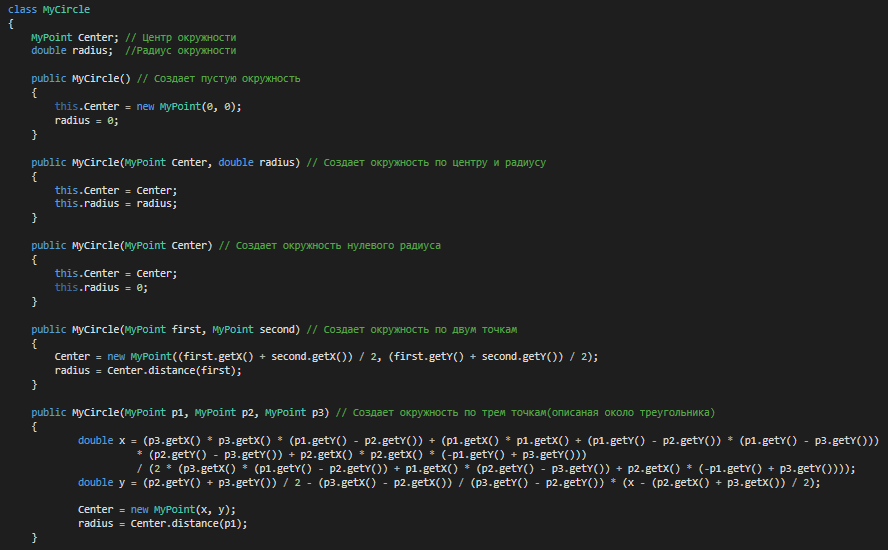 class MyCircle
{
    MyPoint Center; // Центр окружности
    double radius;  //Радиус окружности

    public MyCircle() // Создает пустую окружность
    {
        this.Center = new MyPoint(0, 0);
        radius = 0;
    }

    public MyCircle(MyPoint Center, double radius) // Создает окружность по центру и радиусу
    {
        this.Center = Center;
        this.radius = radius;
    }

    public MyCircle(MyPoint Center) // Создает окружность нулевого радиуса
    {
        this.Center = Center;
        this.radius = 0;
    }

    public MyCircle(MyPoint first, MyPoint second) // Создает окружность по двум точкам
    {
        Center = new MyPoint((first.getX() + second.getX()) / 2, (first.getY() + second.getY()) / 2);
        radius = Center.distance(first);
    }

    public MyCircle(MyPoint p1, MyPoint p2, MyPoint p3) // Создает окружность по трем точкам(описаная около треугольника)
    {
            double x = (p3.getX() * p3.getX() * (p1.getY() - p2.getY()) + (p1.getX() * p1.getX() + (p1.getY() - p2.getY()) * (p1.getY() - p3.getY()))
                    * (p2.getY() - p3.getY()) + p2.getX() * p2.getX() * (-p1.getY() + p3.getY()))
                    / (2 * (p3.getX() * (p1.getY() - p2.getY()) + p1.getX() * (p2.getY() - p3.getY()) + p2.getX() * (-p1.getY() + p3.getY())));
            double y = (p2.getY() + p3.getY()) / 2 - (p3.getX() - p2.getX()) / (p3.getY() - p2.getY()) * (x - (p2.getX() + p3.getX()) / 2);

            Center = new MyPoint(x, y);
            radius = Center.distance(p1);
    }